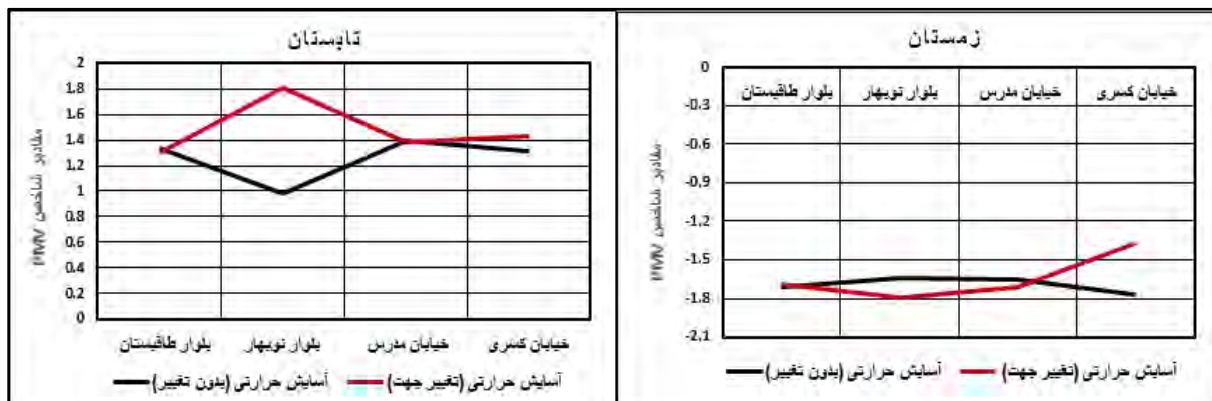 تابستان
2
1.8
1.6
1.4
1.2
1
0.8
0.6
0.4
0.2
0
مقادیر شاخص PMV
بلوار طاقبستان
بلوار نوبهار
خیابان مدرس
خیابان کسری
آسایش حرارتی (بدون تغییر)
آسایش حرارتی (تغییر جهت)
زمستان
0
-0.3
-0.6
-0.9
-1.2
-1.5
-1.8
-2.1
مقادیر شاخص PMV
بلوار طاقبستان
بلوار نوبهار
خیابان مدرس
خیابان کسری
آسایش حرارتی (بدون تغییر)
آسایش حرارتی (تغییر جهت)